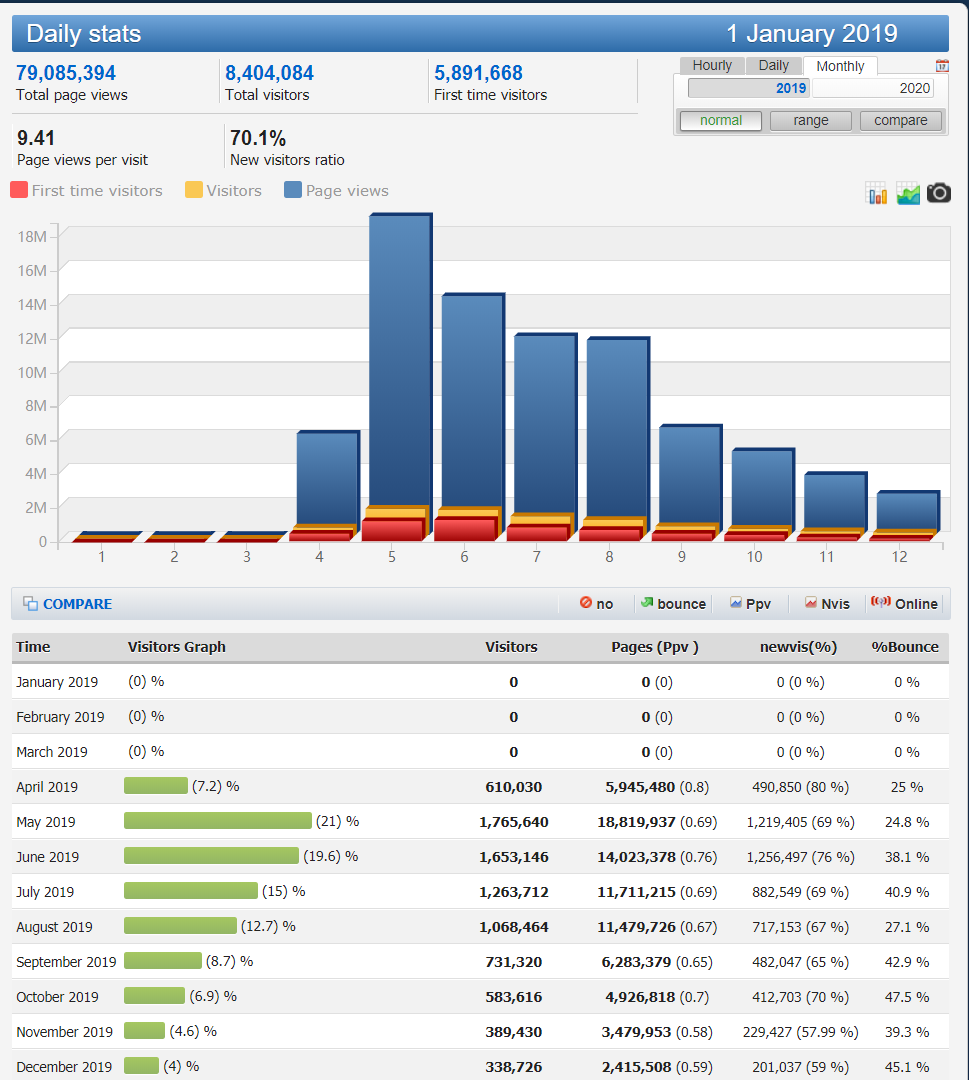 Daily stats 1 January 2019
79,085,394 8,404,084 5,891,668
Total page views Total visitors First time visitors
Hourly Daily Monthly 17
2019 2020
normal range compare
9.41 70.1%
Page views per visit New visitors ratio
First time visitors Visitors Page views
18M
16M
14M
12M
10M
8M
6M
4M
2M
0
1 2 3 4 5 6 7 8 9 10 11 12
COMPARE no bounce Ppv Nvis Online
Time Visitors Graph Visitors Pages (Ppv ) newvis(%) %Bounce
January 2019 (0) % 0 0 (0) 0 (0 %) 0 %
February 2019 (0) % 0 0 (0) 0 (0 %) 0 %
March 2019 (0) % 0 0 (0) 0 (0 %) 0 %
April 2019 (7.2) % 610,030 5,945,480 (0.8) 490,850 (80 %) 25 %
May 2019 (21) % 1,765,640 18,819,937 (0.69) 1,219,405 (69 %) 24.8 %
June 2019 (19.6) % 1,653,146 14,023,378 (0.76) 1,256,497 (76 %) 38.1 %
July 2019 (15) % 1,263,712 11,711,215 (0.69) 882,549 (69 %) 40.9 %
August 2019 (12.7) % 1,068,464 11,479,726 (0.67) 717,153 (67 %) 27.1 %
September 2019 (8.7) % 731,320 6,283,379 (0.65) 482,047 (65 %) 42.9 %
October 2019 (6.9) % 583,616 4,926,818 (0.7) 412,703 (70 %) 47.5 %
November 2019 (4.6) % 389,430 3,479,953 (0.58) 229,427 (57.99 %) 39.3 %
December 2019 (4) % 338,726 2,415,508 (0.59) 201,037 (59 %) 45.1 %